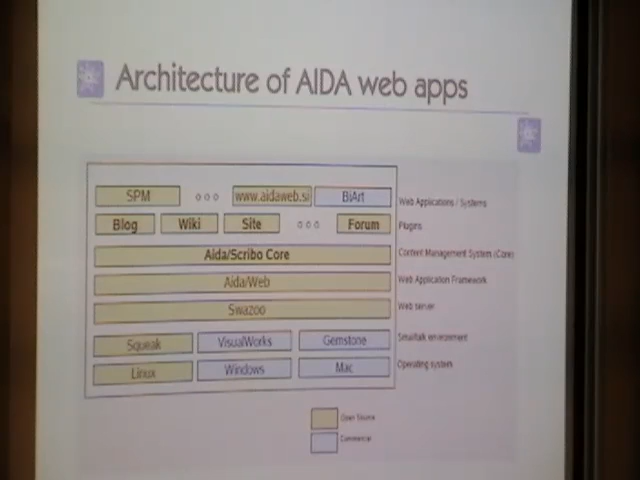 Architecture of AIDA web apps
SPM ooo www.aidaweb.si BiArt Web Applications / Systems
Blog Wiki Site ooo Forum Plugins
Aida/Scribo Core Content Management System (Core)
Aida/Web Web Application Framework
Swazoo Web server
Squeak VisualWorks Gemstone Smalltalk environment
Linux Windows Mac Operating system
Open Source
Commercial